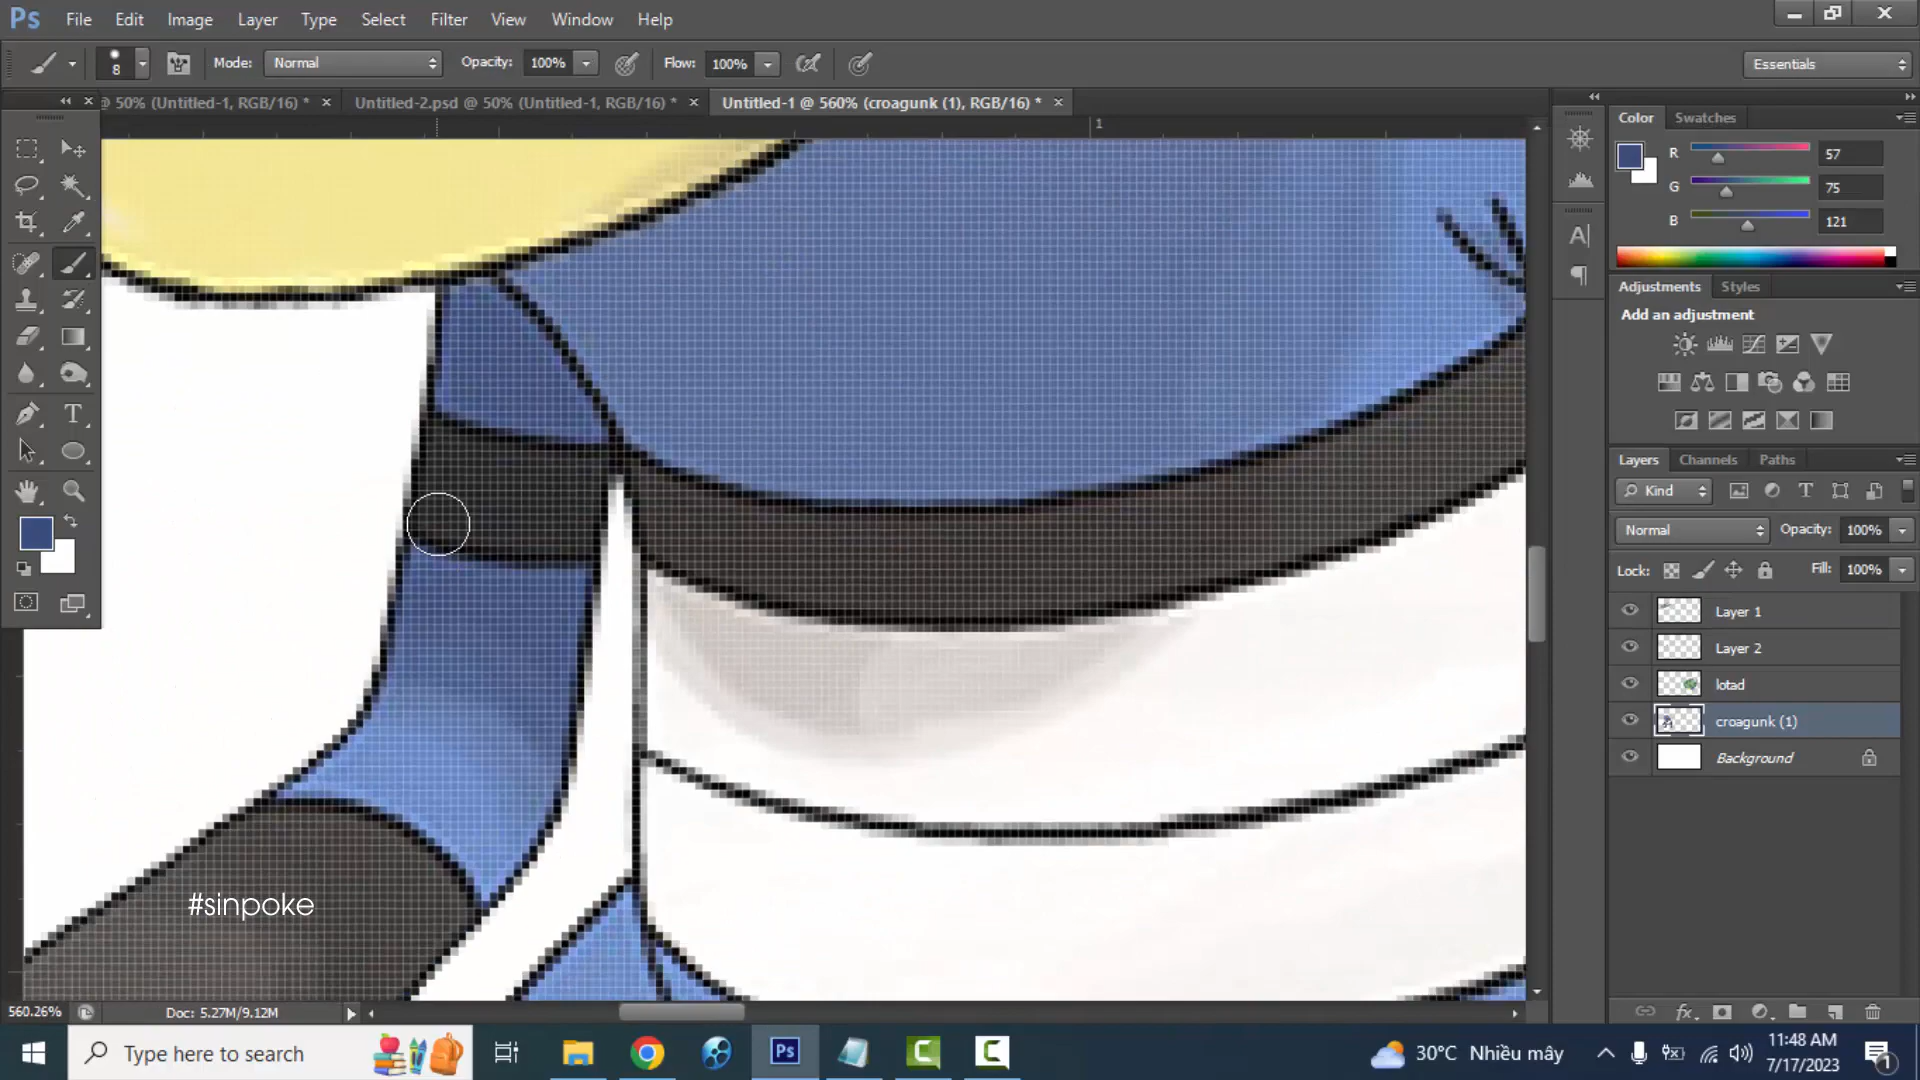 Ps File Edit Image Layer Type Select Filter View Window Help
8 Mode: Normal Opacity: 100% Flow: 100% Essentials
@ 50% (Untitled-1, RGB/16) * × Untitled-2.psd @ 50% (Untitled-1, RGB/16) * × Untitled-1 @ 560% (croagunk (1), RGB/16) * ×
1
Color Swatches
R 57
G 75
B 121
Adjustments Styles
Add an adjustment
Layers Channels Paths
Kind
Normal Opacity: 100%
Lock: Fill: 100%
Layer 1
Layer 2
lotad
croagunk (1)
Background
#sinpoke
560.26% Doc: 5.27M/9.12M
Type here to search
Ps
30°C Nhiều mây
11:48 AM
7/17/2023
1